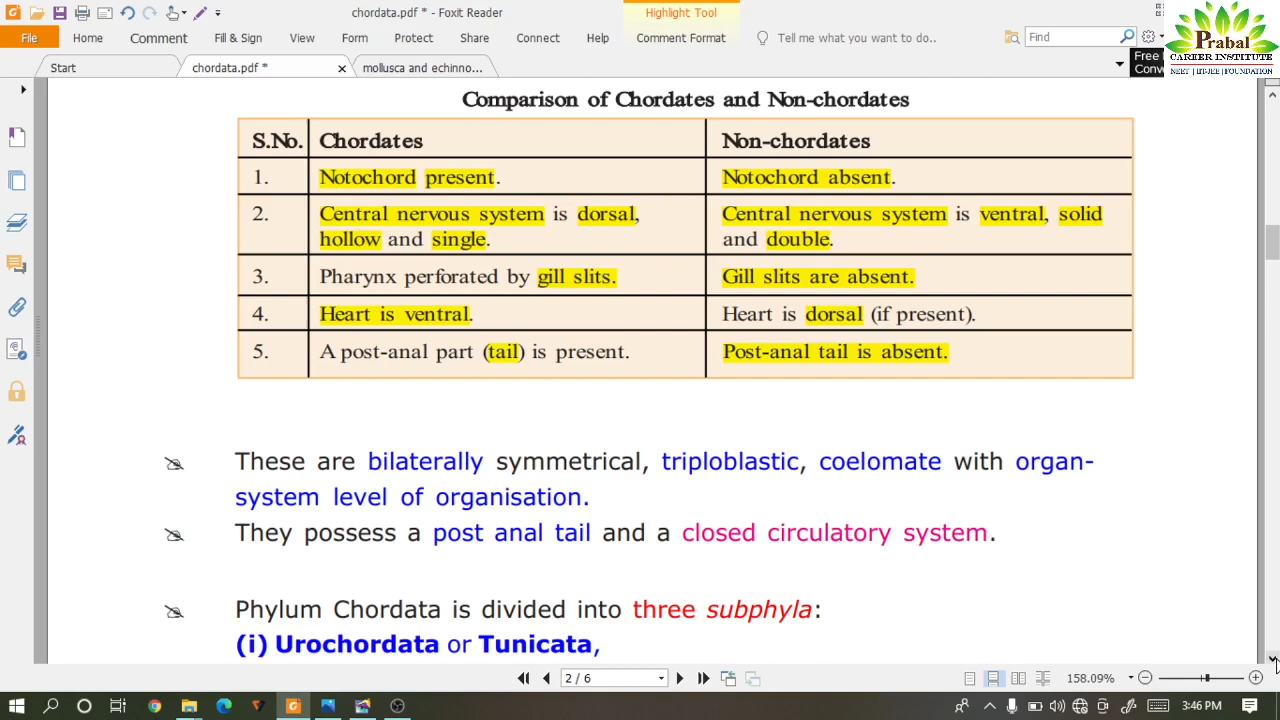 chordata.pdf * - Foxit Reader
Highlight Tool
File Home Comment Fill & Sign View Form Protect Share Connect Help Comment Format Tell me what you want to do.. Find
Prabal
CAREER INSTITUTE
NEET | IIT-JEE | FOUNDATION
Start chordata.pdf * mollusca and echinno...
Free
Conv
Comparison of Chordates and Non-chordates
S.No. Chordates Non-chordates
1. Notochord present. Notochord absent.
2. Central nervous system is dorsal, Central nervous system is ventral, solid
hollow and single. and double.
3. Pharynx perforated by gill slits. Gill slits are absent.
4. Heart is ventral. Heart is dorsal (if present).
5. A post-anal part (tail) is present. Post-anal tail is absent.
These are bilaterally symmetrical, triploblastic, coelomate with organ-
system level of organisation.
They possess a post anal tail and a closed circulatory system.
Phylum Chordata is divided into three subphyla:
(i) Urochordata or Tunicata,
2 / 6 158.09%
3:46 PM